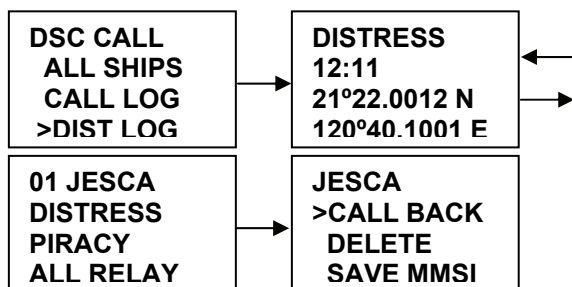 DSC CALL
ALL SHIPS
CALL LOG
>DIST LOG
DISTRESS
12:11
21º22.0012 N
120º40.1001 E
01 JESCA
DISTRESS
PIRACY
ALL RELAY
JESCA
>CALL BACK
DELETE
SAVE MMSI